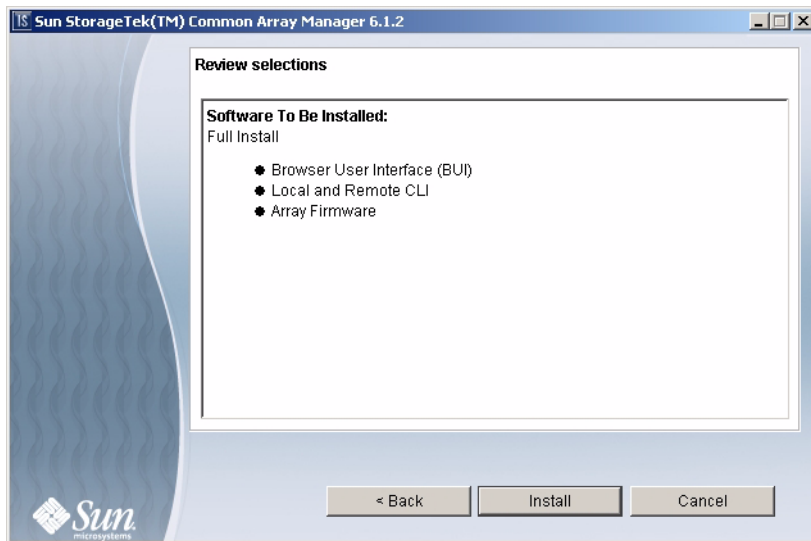 Sun StorageTek(TM) Common Array Manager 6.1.2
Review selections
Software To Be Installed:
Full Install
Browser User Interface (BUI)
Local and Remote CLI
Array Firmware
< Back
Install
Cancel
Sun
microsystems